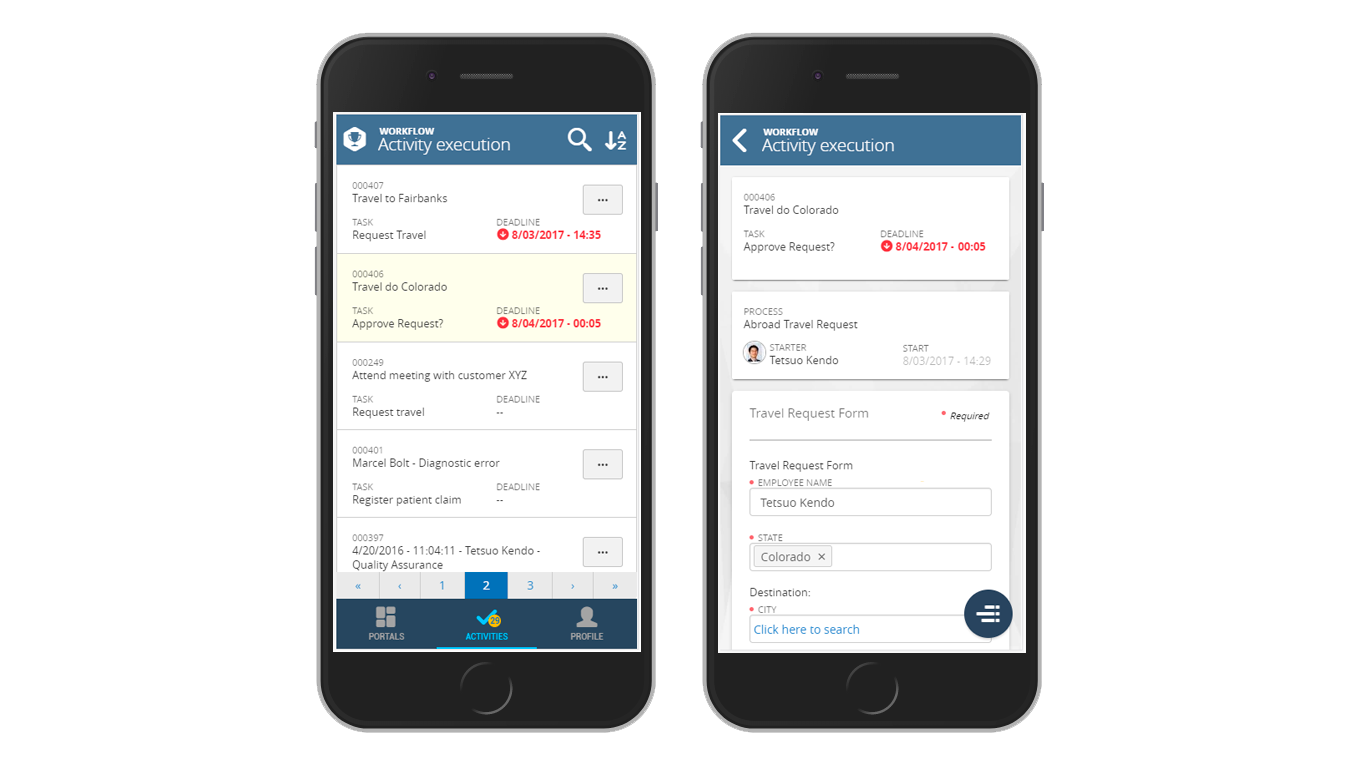 WORKFLOW
Activity execution
A
Z
000407
Travel to Fairbanks
...
TASK
DEADLINE
Request Travel
8/03/2017 - 14:35
000406
Travel do Colorado
...
TASK
DEADLINE
Approve Request?
8/04/2017 - 00:05
000249
Attend meeting with customer XYZ
...
TASK
DEADLINE
Request travel
--
000401
Marcel Bolt - Diagnostic error
...
TASK
DEADLINE
Register patient claim
--
000397
4/20/2016 - 11:04:11 - Tetsuo Kendo -
Quality Assurance
...
« ‹ 1 2 3 › »
29
PORTALS
ACTIVITIES
PROFILE
WORKFLOW
Activity execution
000406
Travel do Colorado
TASK
DEADLINE
Approve Request?
8/04/2017 - 00:05
PROCESS
Abroad Travel Request
STARTER
START
Tetsuo Kendo
8/03/2017 - 14:29
Travel Request Form
* Required
Travel Request Form
* EMPLOYEE NAME
Tetsuo Kendo
* STATE
Colorado ×
Destination:
* CITY
Click here to search